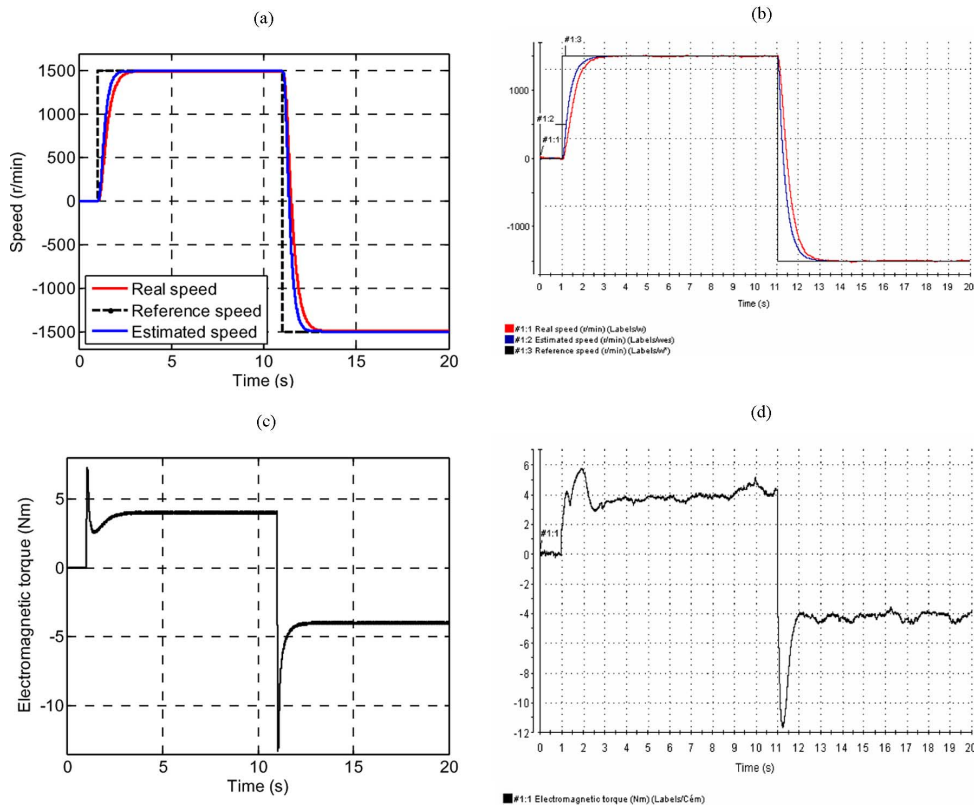 (a)
1500
1000
500
0
-500
-1000
-1500
Speed (r/min)
Real speed
Reference speed
Estimated speed
0 5 10 15 20
Time (s)
(b)
#1:3
1000
#1:2
#1:1
0
-1000
0 1 2 3 4 5 6 7 8 9 10 11 12 13 14 15 16 17 18 19 20
Time (s)
#1:1 Real speed (r/min) (Labels/w)
#1:2 Estimated speed (r/min) (Labels/wes)
#1:3 Reference speed (r/min) (Labels/w*)
(c)
5
0
-5
-10
Electromagnetic torque (Nm)
0 5 10 15 20
Time (s)
(d)
6
4
2
#1:1
0
-2
-4
-6
-8
-10
-12
0 1 2 3 4 5 6 7 8 9 10 11 12 13 14 15 16 17 18 19 20
Time (s)
#1:1 Electromagnetic torque (Nm) (Labels/Cém)